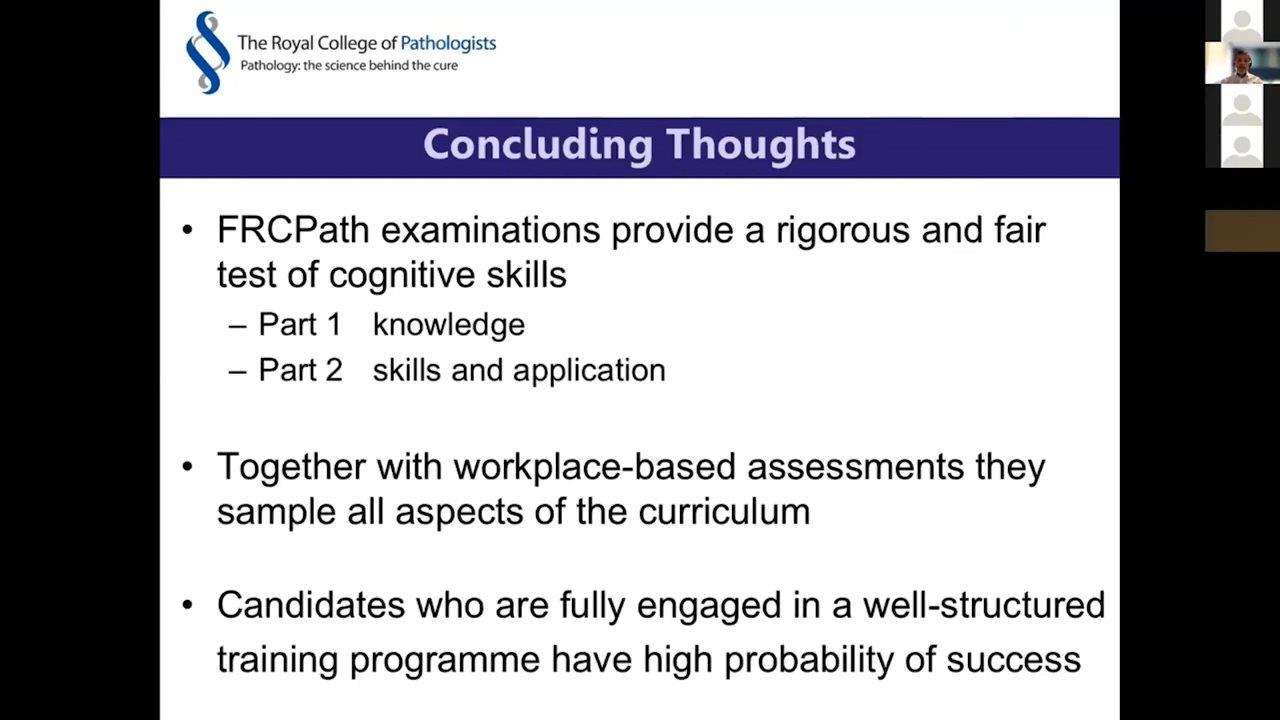 The Royal College of Pathologists
Pathology: the science behind the cure
Concluding Thoughts
• FRCPath examinations provide a rigorous and fair
test of cognitive skills
– Part 1 knowledge
– Part 2 skills and application
• Together with workplace-based assessments they
sample all aspects of the curriculum
• Candidates who are fully engaged in a well-structured
training programme have high probability of success